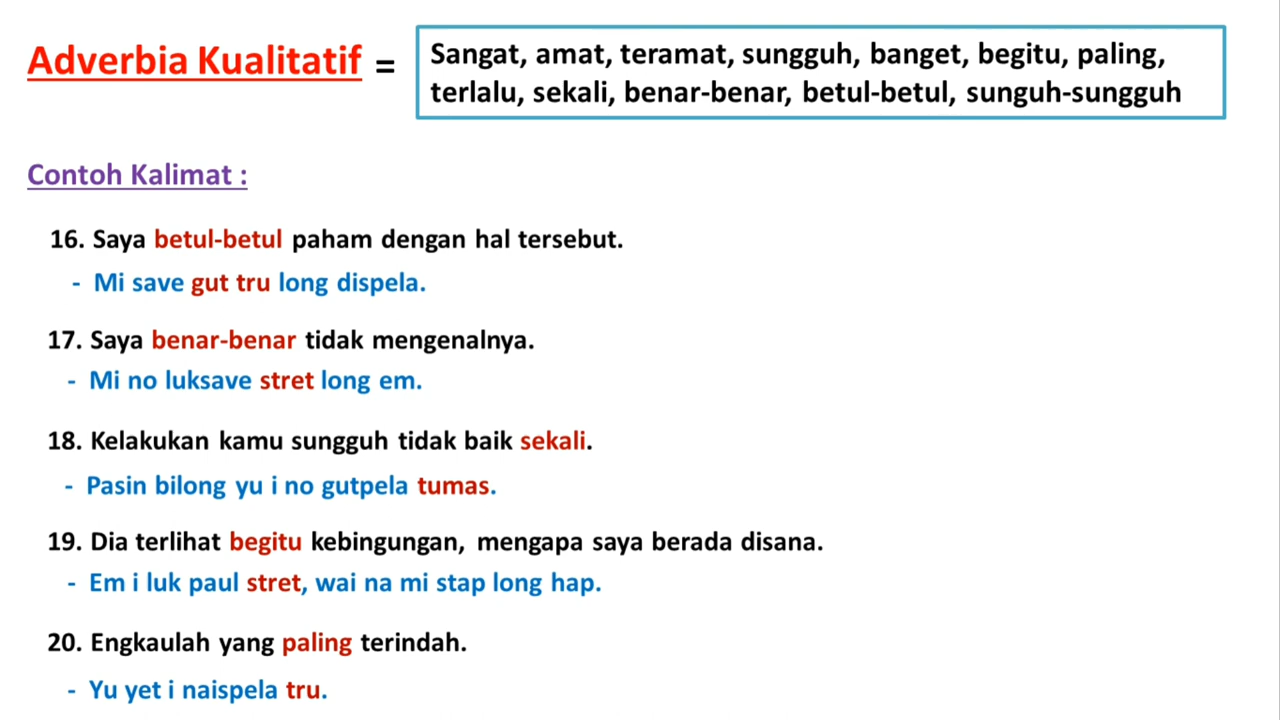 Adverbia Kualitatif =
Sangat, amat, teramat, sungguh, banget, begitu, paling,
terlalu, sekali, benar-benar, betul-betul, sunguh-sungguh
Contoh Kalimat :
16. Saya betul-betul paham dengan hal tersebut.
- Mi save gut tru long dispela.
17. Saya benar-benar tidak mengenalnya.
- Mi no luksave stret long em.
18. Kelakukan kamu sungguh tidak baik sekali.
- Pasin bilong yu i no gutpela tumas.
19. Dia terlihat begitu kebingungan, mengapa saya berada disana.
- Em i luk paul stret, wai na mi stap long hap.
20. Engkaulah yang paling terindah.
- Yu yet i naispela tru.